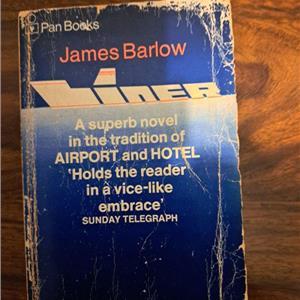 Pan Books
James Barlow
Liner
A superb novel
in the tradition of
AIRPORT and HOTEL
'Holds the reader
in a vice-like
embrace'
SUNDAY TELEGRAPH